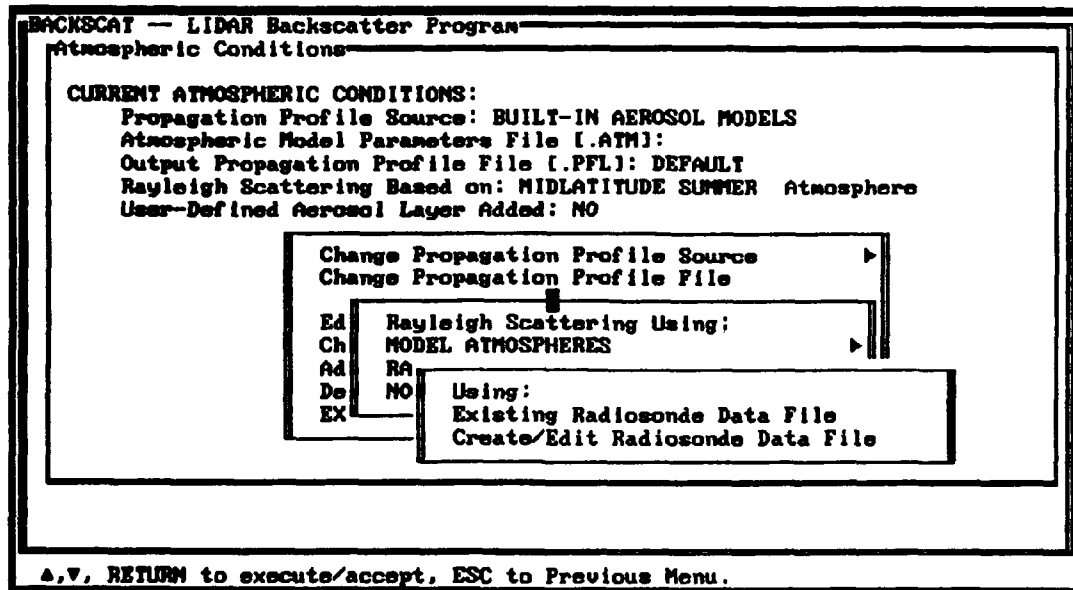 BACKSCAT — LIDAR Backscatter Program
Atmospheric Conditions
CURRENT ATMOSPHERIC CONDITIONS:
Propagation Profile Source: BUILT-IN AEROSOL MODELS
Atmospheric Model Parameters File [.ATM]:
Output Propagation Profile File [.PFL]: DEFAULT
Rayleigh Scattering Based on: MIDLATITUDE SUMMER Atmosphere
User-Defined Aerosol Layer Added: NO
Change Propagation Profile Source ►
Change Propagation Profile File
Ed Rayleigh Scattering Using:
Ch MODEL ATMOSPHERES ►
Ad RA
De NO Using:
EX Existing Radiosonde Data File
Create/Edit Radiosonde Data File
▲,▼, RETURN to execute/accept, ESC to Previous Menu.